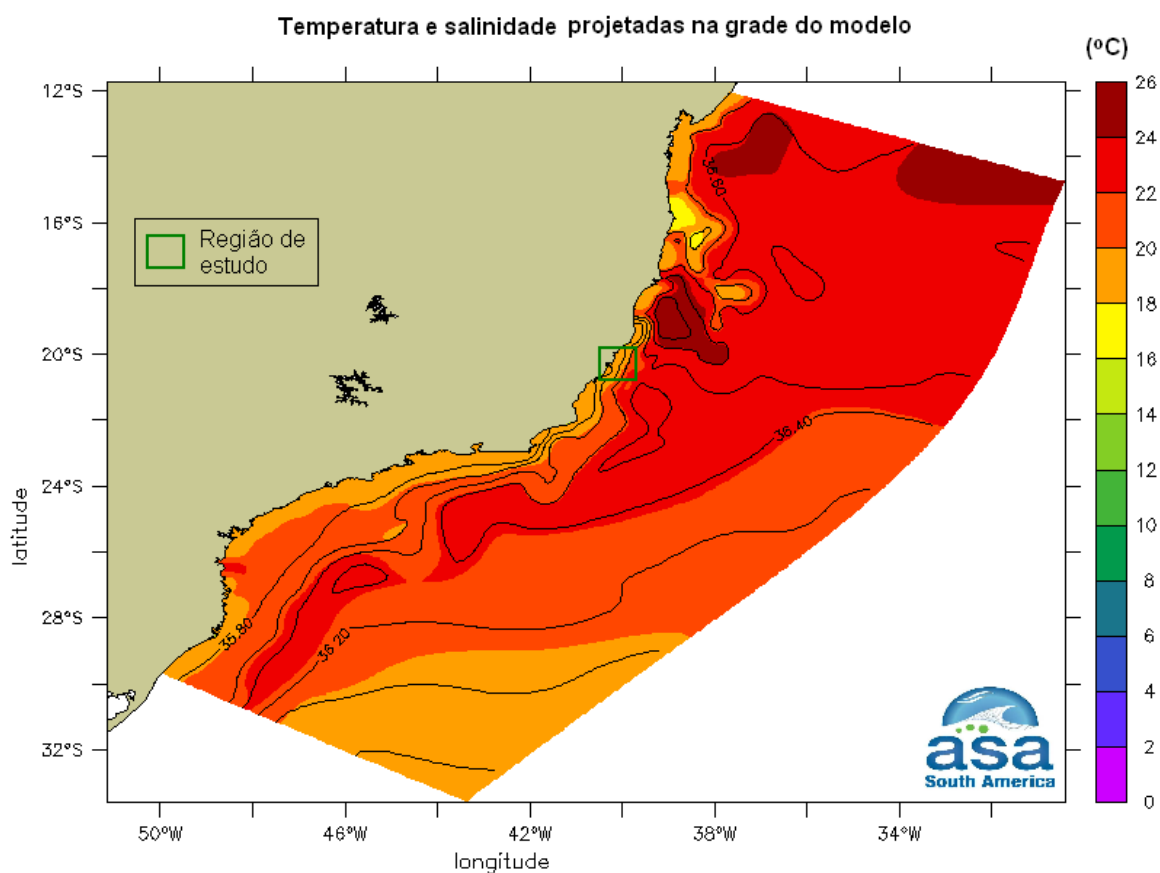 Temperatura e salinidade projetadas na grade do modelo
(ºC)
12°S
16°S
20°S
24°S
28°S
32°S
latitude
Região de
estudo
36.60
36.40
35.80
36.20
26
24
22
20
18
16
14
12
10
8
6
4
2
0
asa
South America
50°W
46°W
42°W
38°W
34°W
longitude